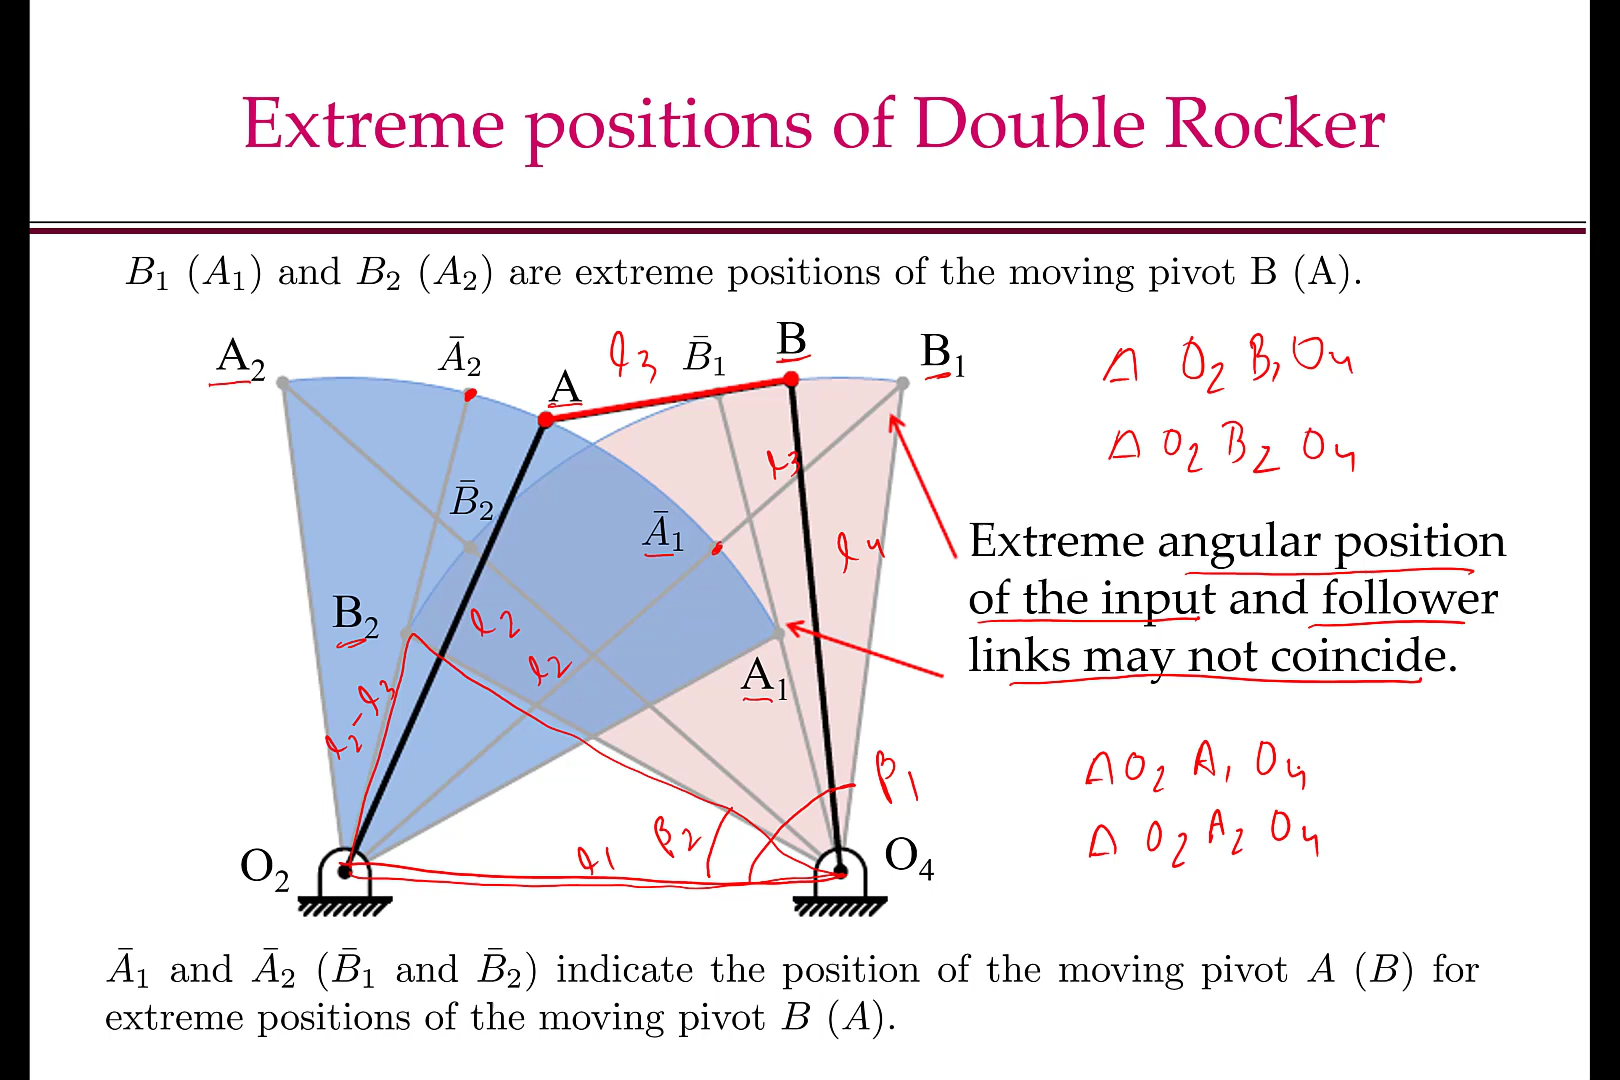 Extreme positions of Double Rocker
B₁ (A₁) and B₂ (A₂) are extreme positions of the moving pivot B (A).
A₂
Ā₂
A
l₃
B̄₁
B
B₁
Δ O₂ B₁ O₄
Δ O₂ B₂ O₄
B̄₂
Ā₁
l₃
l₄
Extreme angular position
of the input and follower
links may not coincide.
B₂
l₂
l₂
A₁
l₂-l₃
β₁
β₂
l₁
O₂
O₄
Δ O₂ A₁ O₄
Δ O₂ A₂ O₄
Ā₁ and Ā₂ (B̄₁ and B̄₂) indicate the position of the moving pivot A (B) for
extreme positions of the moving pivot B (A).